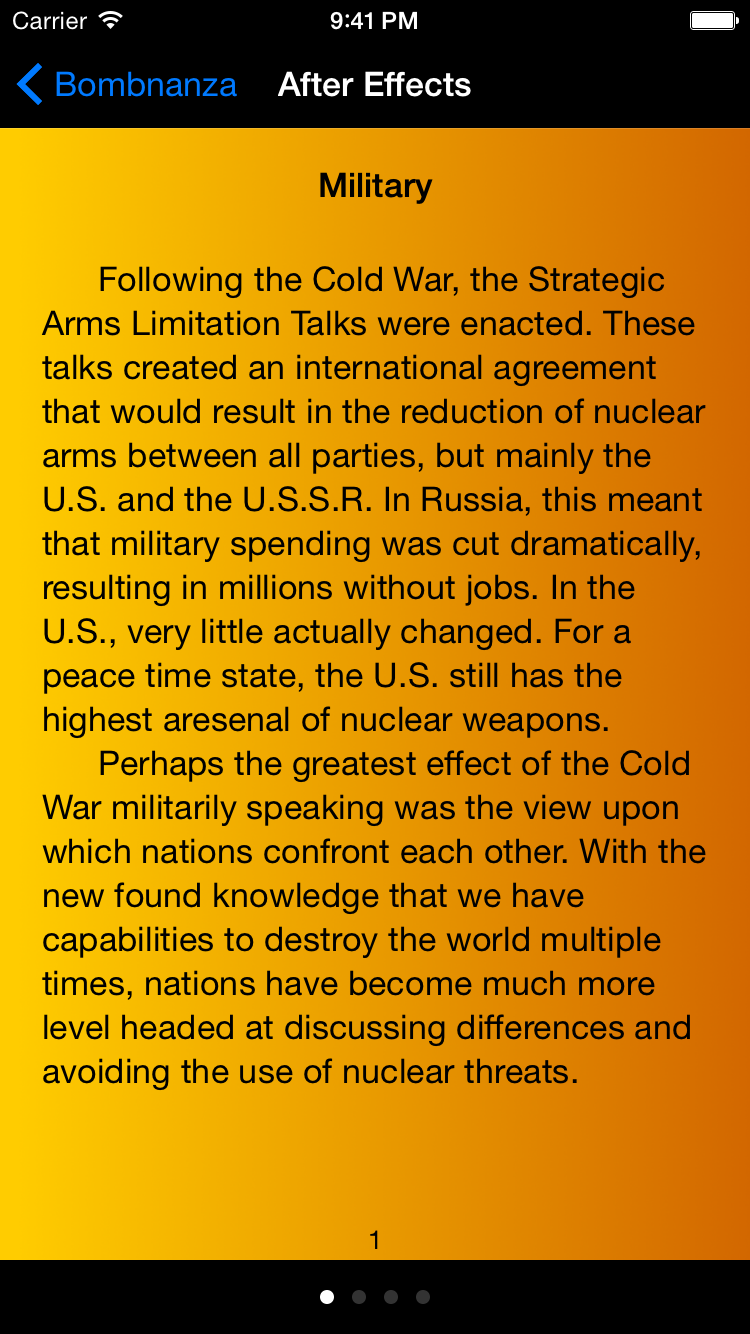 Carrier 9:41 PM
Bombnanza After Effects
Military
Following the Cold War, the Strategic
Arms Limitation Talks were enacted. These
talks created an international agreement
that would result in the reduction of nuclear
arms between all parties, but mainly the
U.S. and the U.S.S.R. In Russia, this meant
that military spending was cut dramatically,
resulting in millions without jobs. In the
U.S., very little actually changed. For a
peace time state, the U.S. still has the
highest aresenal of nuclear weapons.
Perhaps the greatest effect of the Cold
War militarily speaking was the view upon
which nations confront each other. With the
new found knowledge that we have
capabilities to destroy the world multiple
times, nations have become much more
level headed at discussing differences and
avoiding the use of nuclear threats.
1